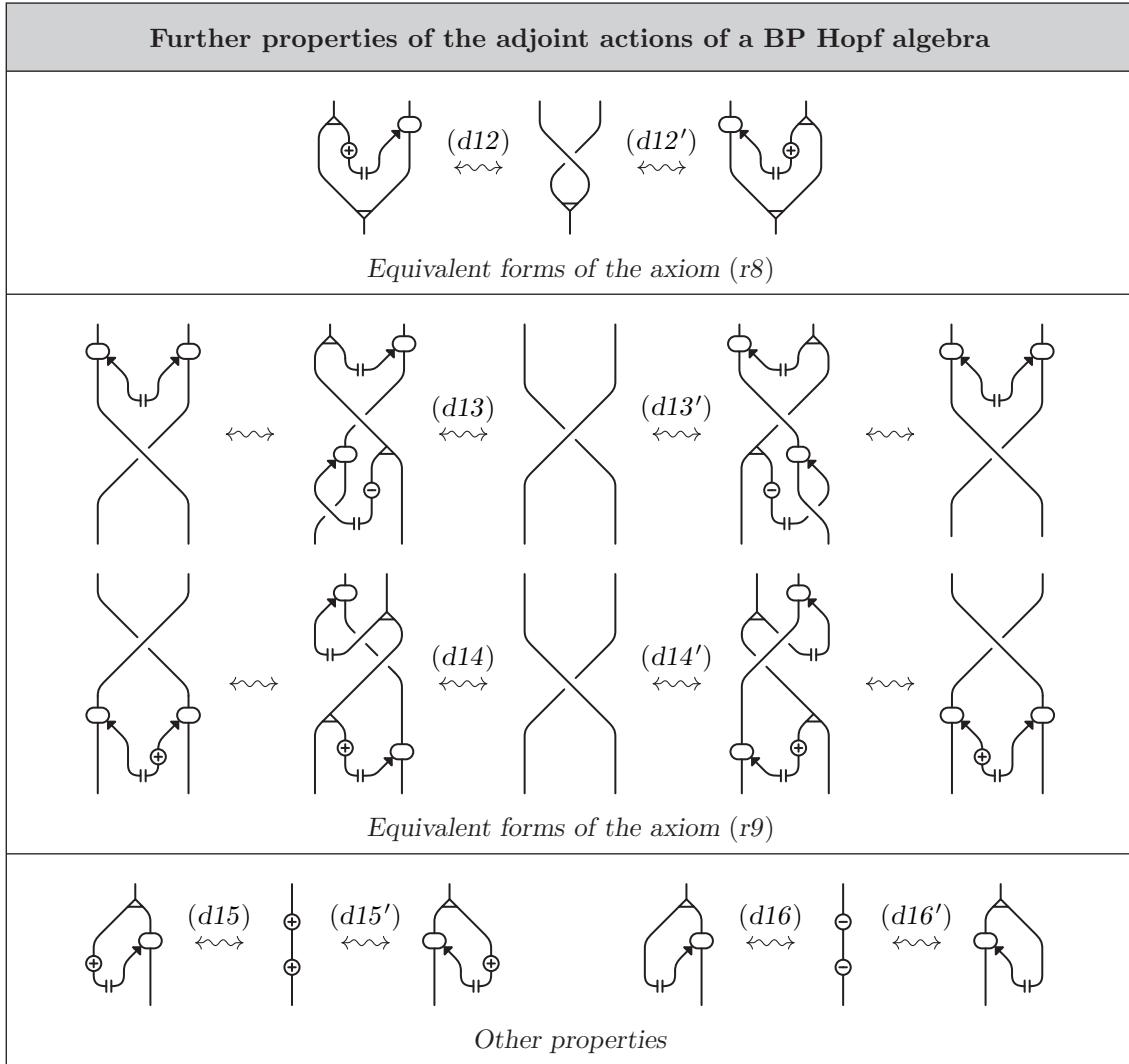 Further properties of the adjoint actions of a BP Hopf algebra
(d12) (d12')
Equivalent forms of the axiom (r8)
(d13) (d13')
(d14) (d14')
Equivalent forms of the axiom (r9)
(d15) (d15') (d16) (d16')
Other properties